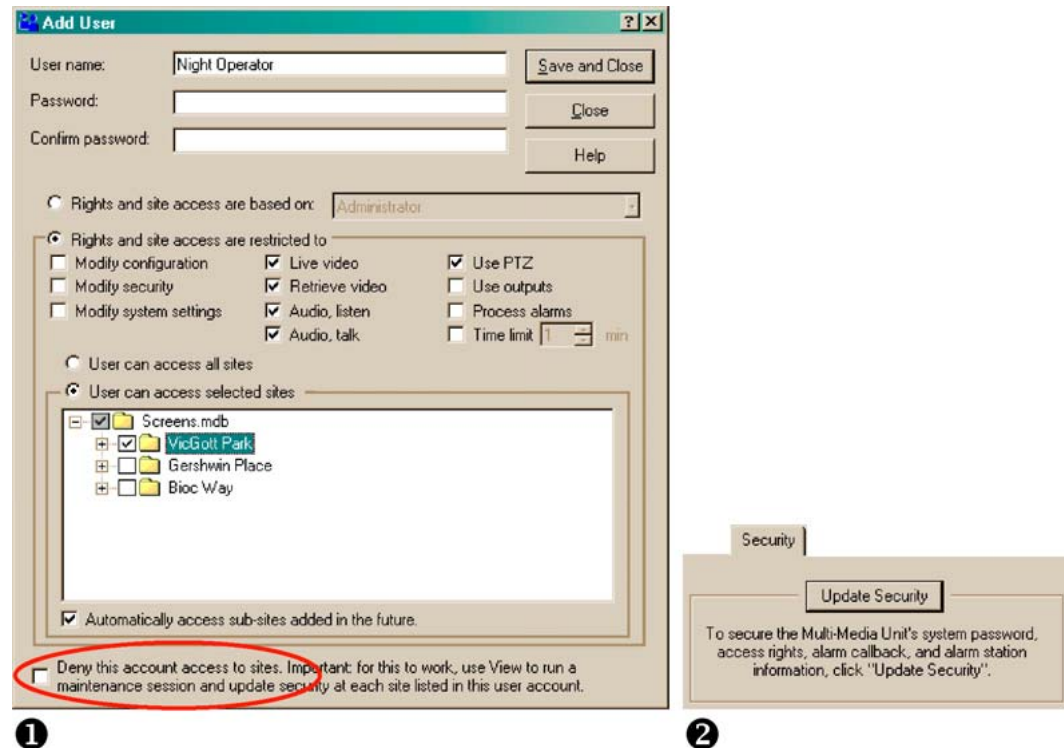 Add User
User name: Night Operator
Save and Close
Password:
Close
Confirm password:
Help
Rights and site access are based on: Administrator
Rights and site access are restricted to
Modify configuration Live video Use PTZ
Modify security Retrieve video Use outputs
Modify system settings Audio, listen Process alarms
Audio, talk Time limit 1 min
User can access all sites
User can access selected sites
Screens.mdb
VicGott Park
Gershwin Place
Bioc Way
Automatically access sub-sites added in the future.
Deny this account access to sites. Important: for this to work, use View to run a
maintenance session and update security at each site listed in this user account.
❶
Security
Update Security
To secure the Multi-Media Unit's system password,
access rights, alarm callback, and alarm station
information, click "Update Security".
❷